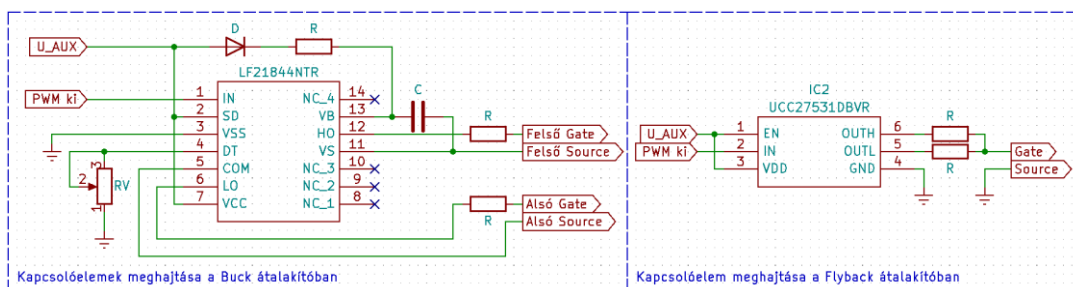 U_AUX
D
R
LF21844NTR
C
PWM ki
1 IN NC_4 14
2 SD VB 13
3 VSS HO 12
4 DT VS 11
5 COM NC_3 10
6 LO NC_2 9
7 VCC NC_1 8
R
Felső Gate
Felső Source
3
2
1
RV
Alsó Gate
Alsó Source
R
Kapcsolóelemek meghajtása a Buck átalakítóban
IC2
UCC27531DBVR
U_AUX
PWM ki
1 EN OUTH 6
2 IN OUTL 5
3 VDD GND 4
R
R
Gate
Source
Kapcsolóelem meghajtása a Flyback átalakítóban